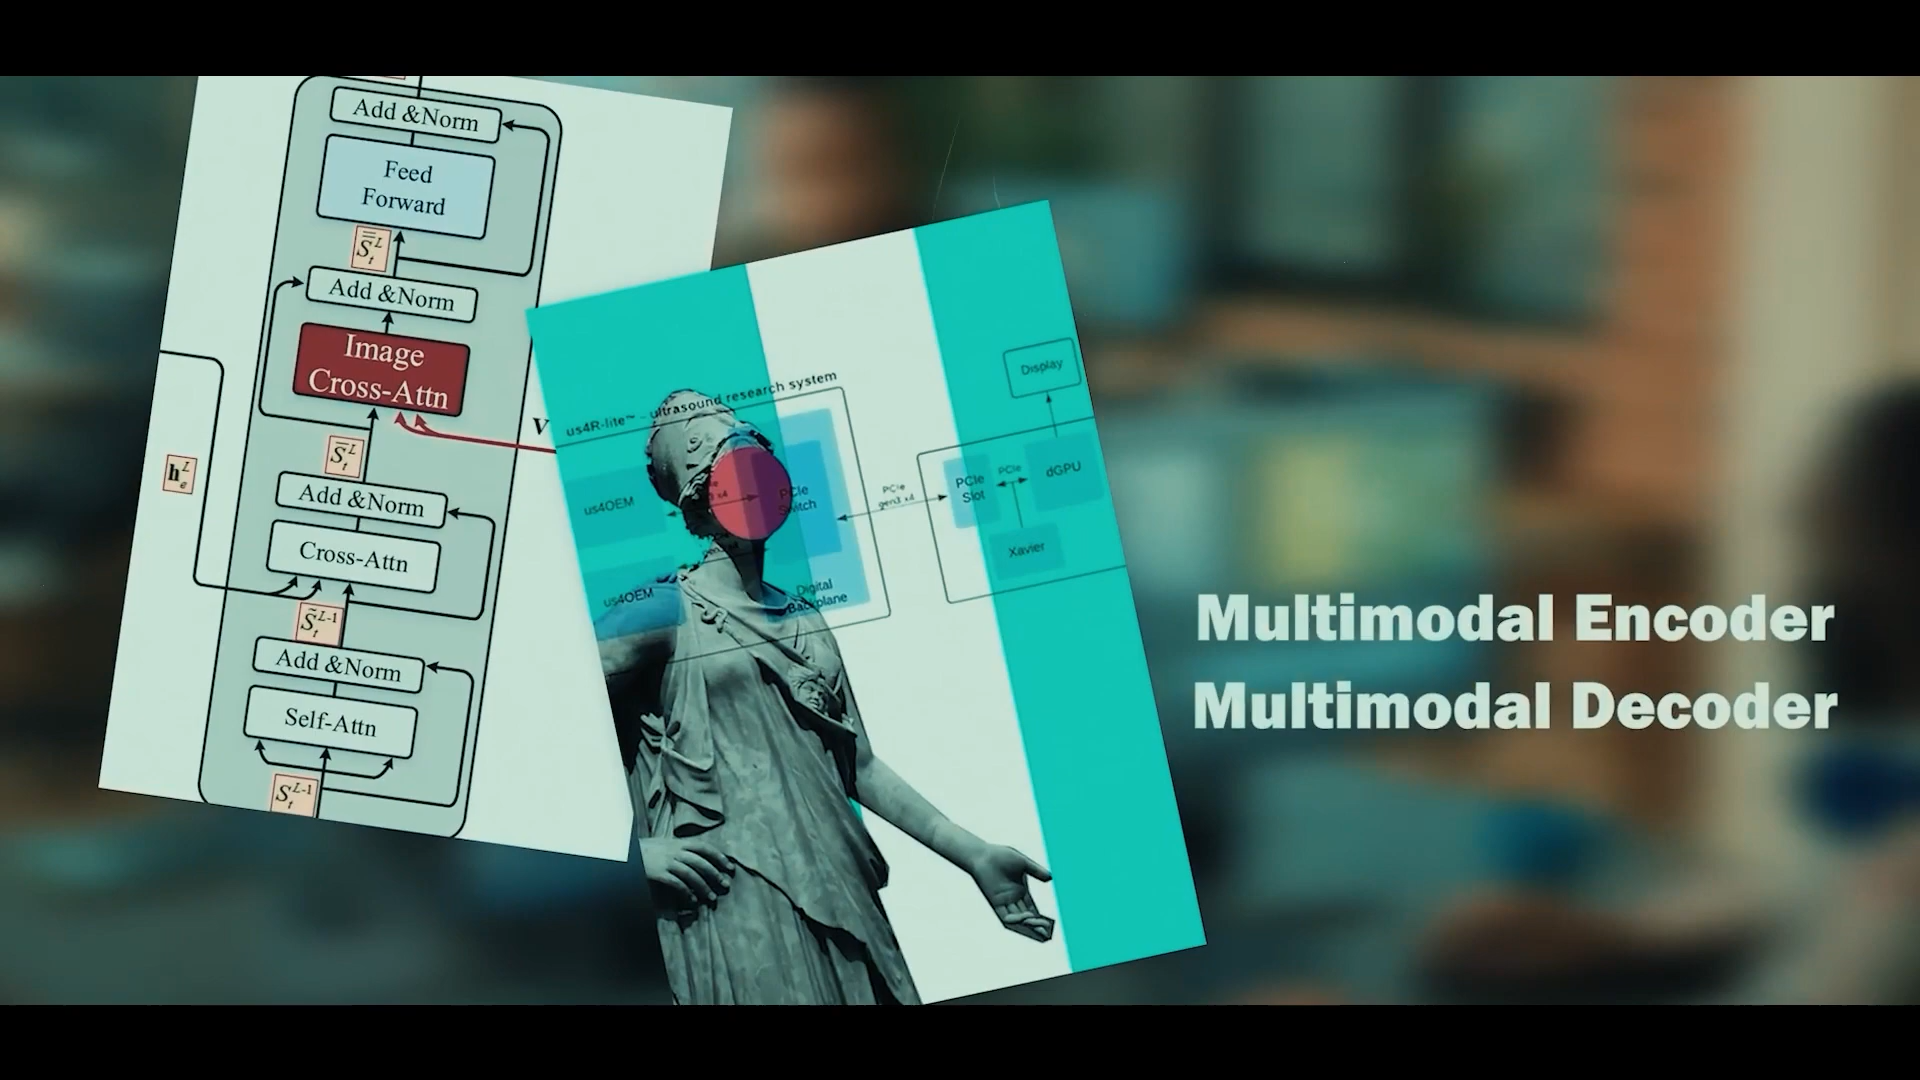 Add &Norm
Feed
Forward
Add &Norm
Image
Cross-Attn
V
Add &Norm
Cross-Attn
Add &Norm
Self-Attn
us4R-lite™ - ultrasound research system
us4OEM
us4OEM
PCIe
Switch
Digital
Backplane
PCIe
gen3 x4
PCIe
Slot
PCIe
dGPU
Xavier
Display
Multimodal Encoder
Multimodal Decoder